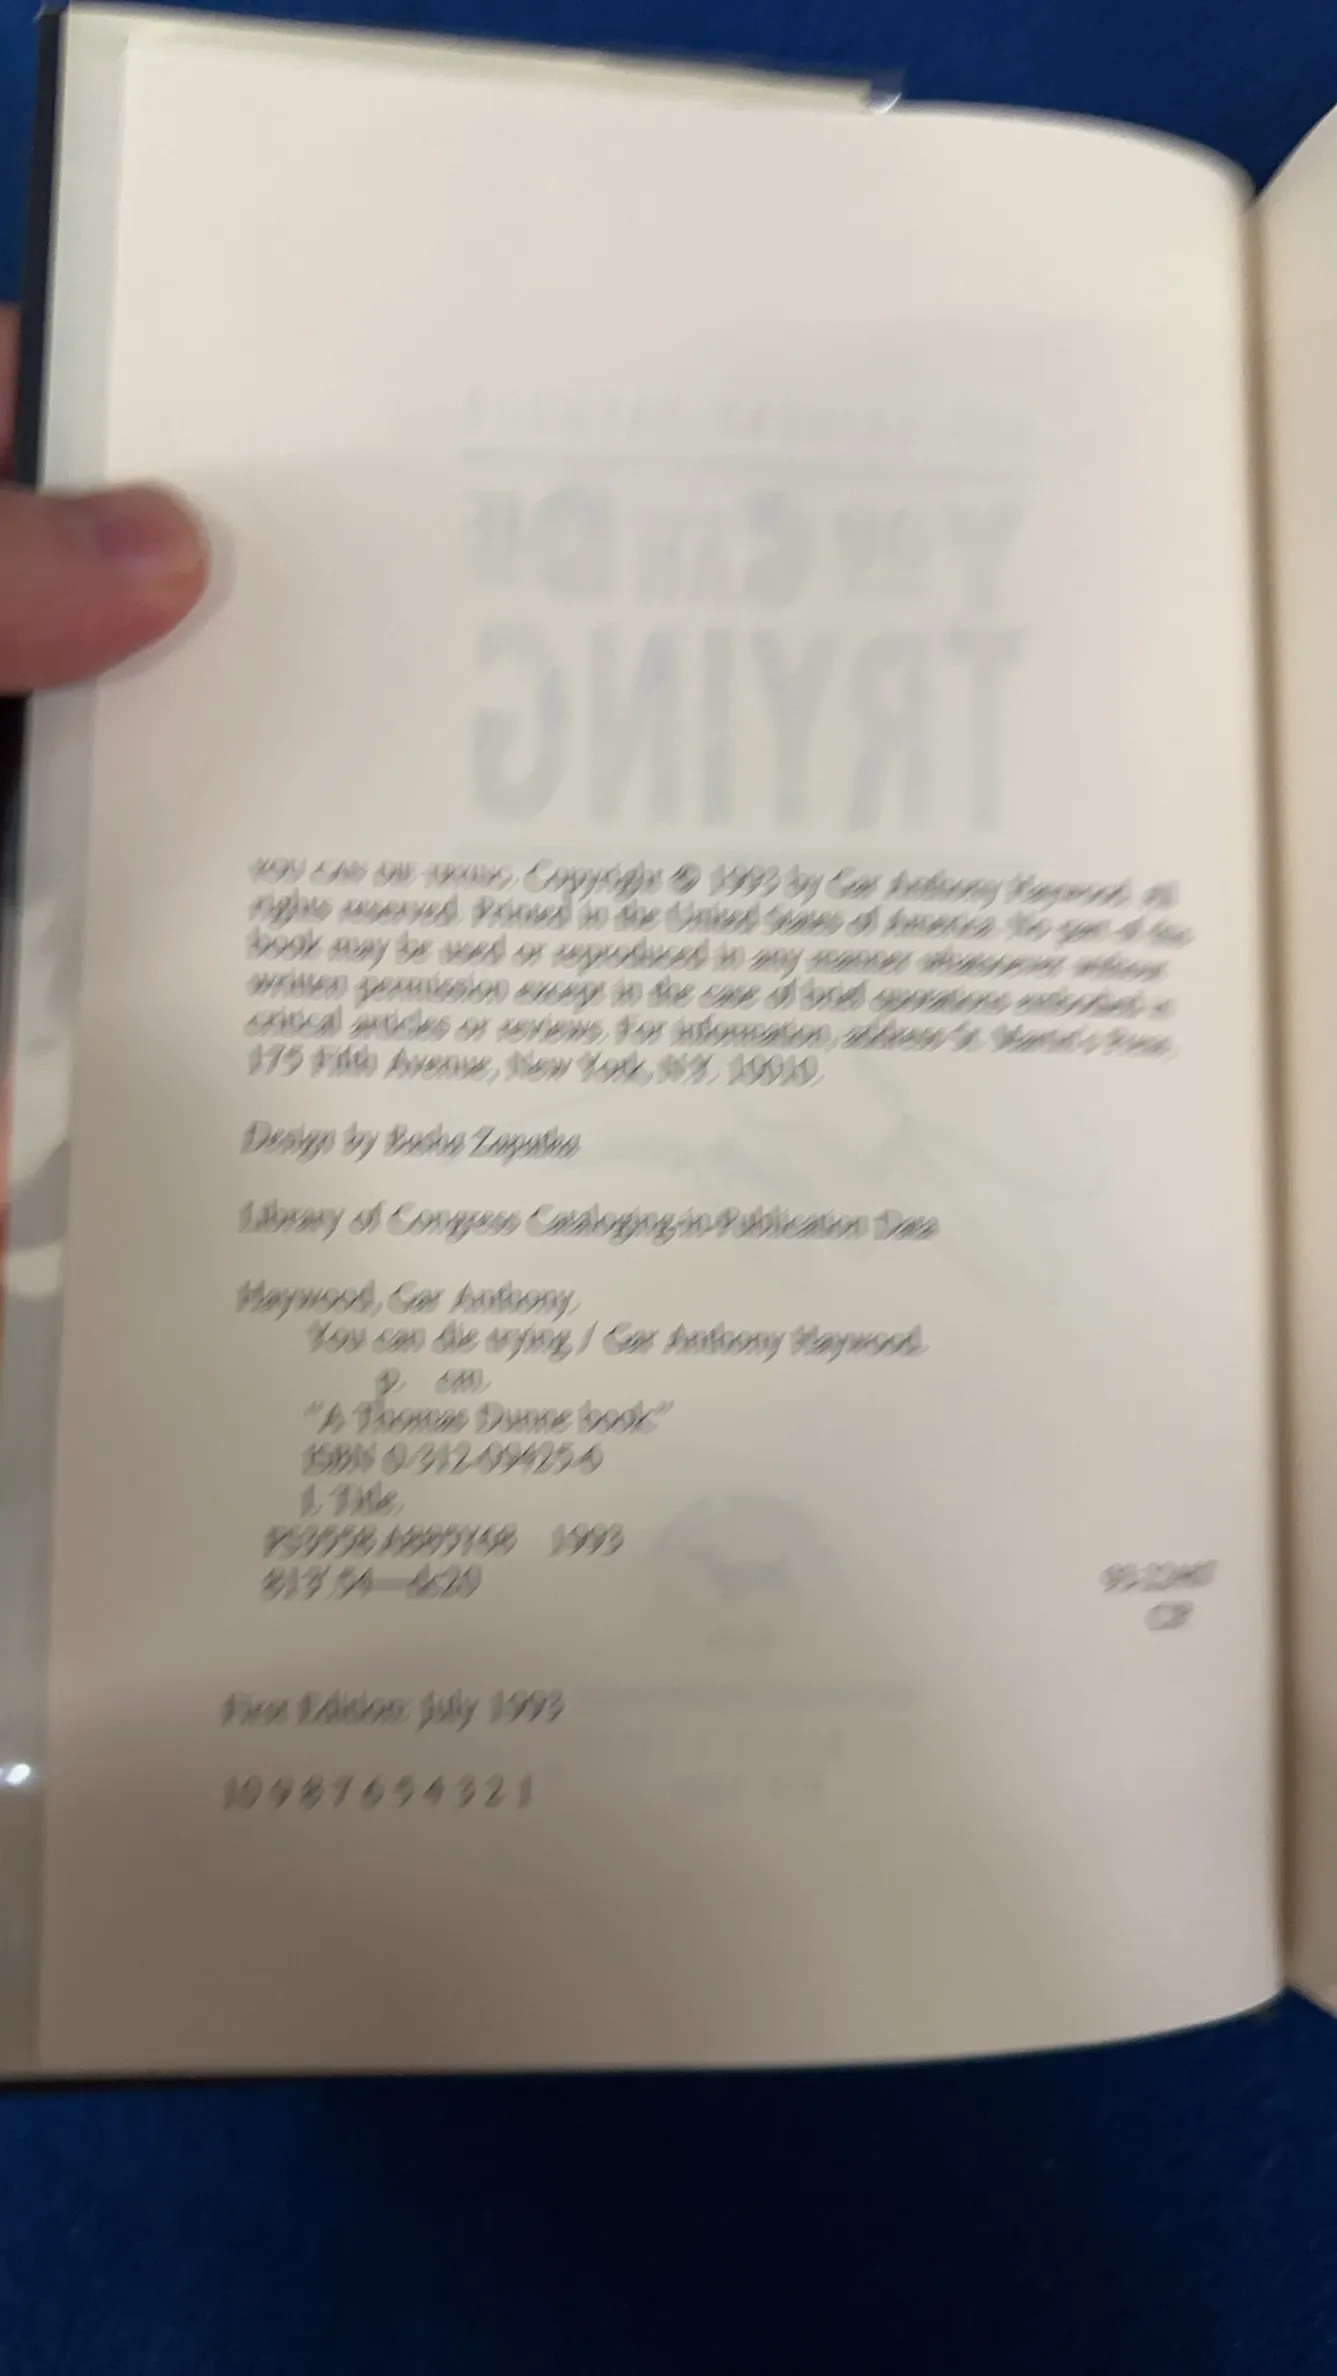 YOU CAN DIE TRYING. Copyright © 1993 by Gar Anthony Haywood. All
rights reserved. Printed in the United States of America. No part of this
book may be used or reproduced in any manner whatsoever without
written permission except in the case of brief quotations embodied in
critical articles or reviews. For information, address St. Martin's Press,
175 Fifth Avenue, New York, N.Y. 10010.
Design by Basha Zapatka
Library of Congress Cataloging-in-Publication Data
Haywood, Gar Anthony.
You can die trying / Gar Anthony Haywood.
p. cm.
"A Thomas Dunne book."
ISBN 0-312-09425-6
I. Title.
1993
813'.54—dc20
CIP
First Edition: July 1993
10 9 8 7 6 5 4 3 2 1